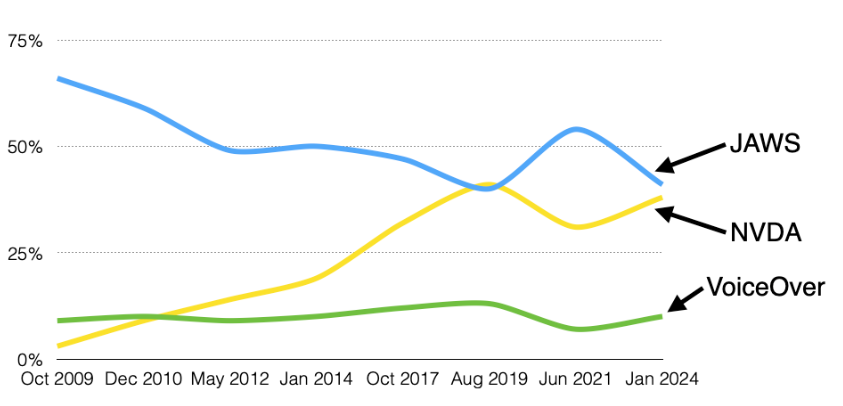 75%
50%
25%
0%
JAWS
NVDA
VoiceOver
Oct 2009 Dec 2010 May 2012 Jan 2014 Oct 2017 Aug 2019 Jun 2021 Jan 2024